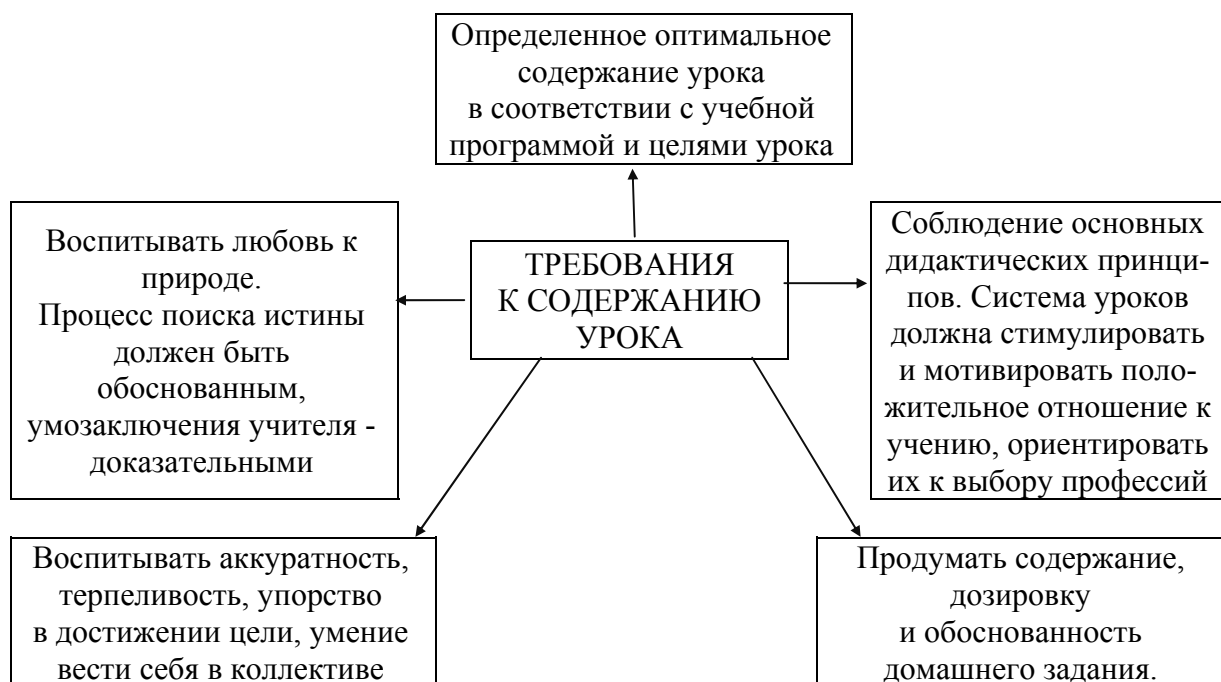 Определенное оптимальное
содержание урока
в соответствии с учебной
программой и целями урока
Воспитывать любовь к
природе.
Процесс поиска истины
должен быть
обоснованным,
умозаключения учителя -
доказательными
ТРЕБОВАНИЯ
К СОДЕРЖАНИЮ
УРОКА
Соблюдение основных
дидактических принци-
пов. Система уроков
должна стимулировать
и мотивировать поло-
жительное отношение к
учению, ориентировать
их к выбору профессий
Воспитывать аккуратность,
терпеливость, упорство
в достижении цели, умение
вести себя в коллективе
Продумать содержание,
дозировку
и обоснованность
домашнего задания.